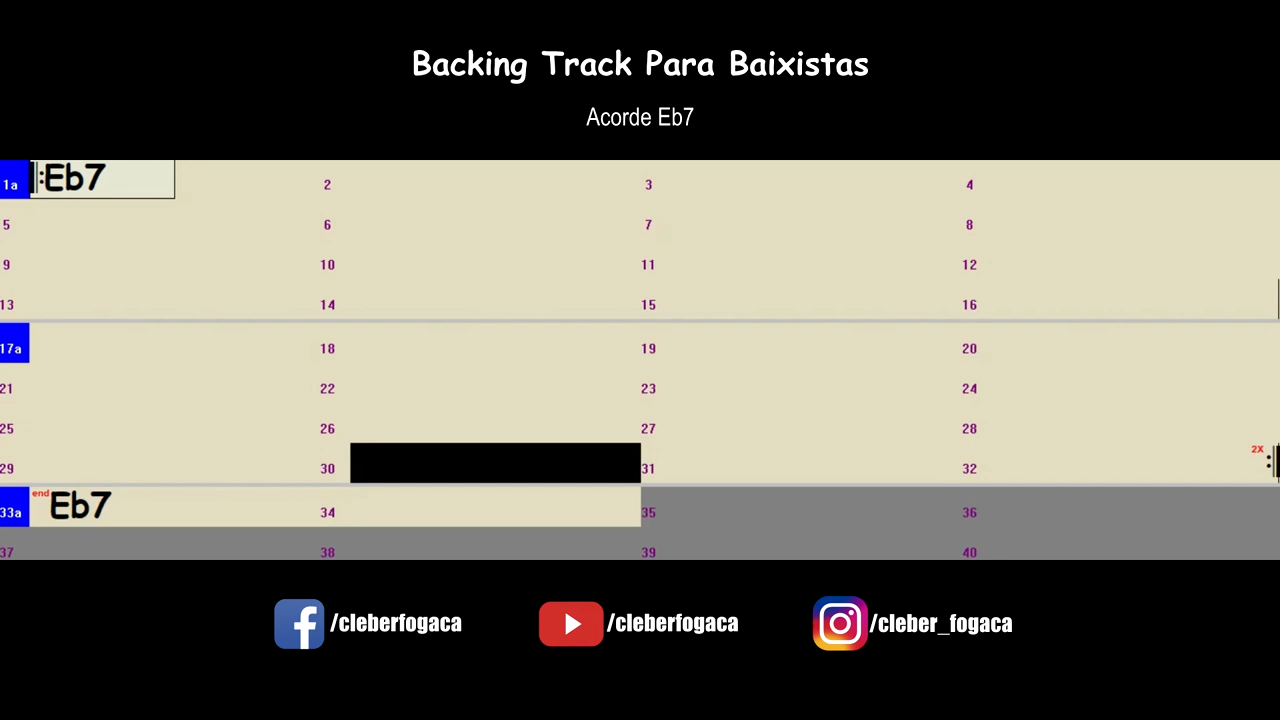 Backing Track Para Baixistas
Acorde Eb7
1a Eb7 2 3 4
5 6 7 8
9 10 11 12
13 14 15 16
17a 18 19 20
21 22 23 24
25 26 27 28
29 30 31 32 2X
33a end Eb7 34 35 36
37 38 39 40
/cleberfogaca /cleberfogaca /cleber_fogaca